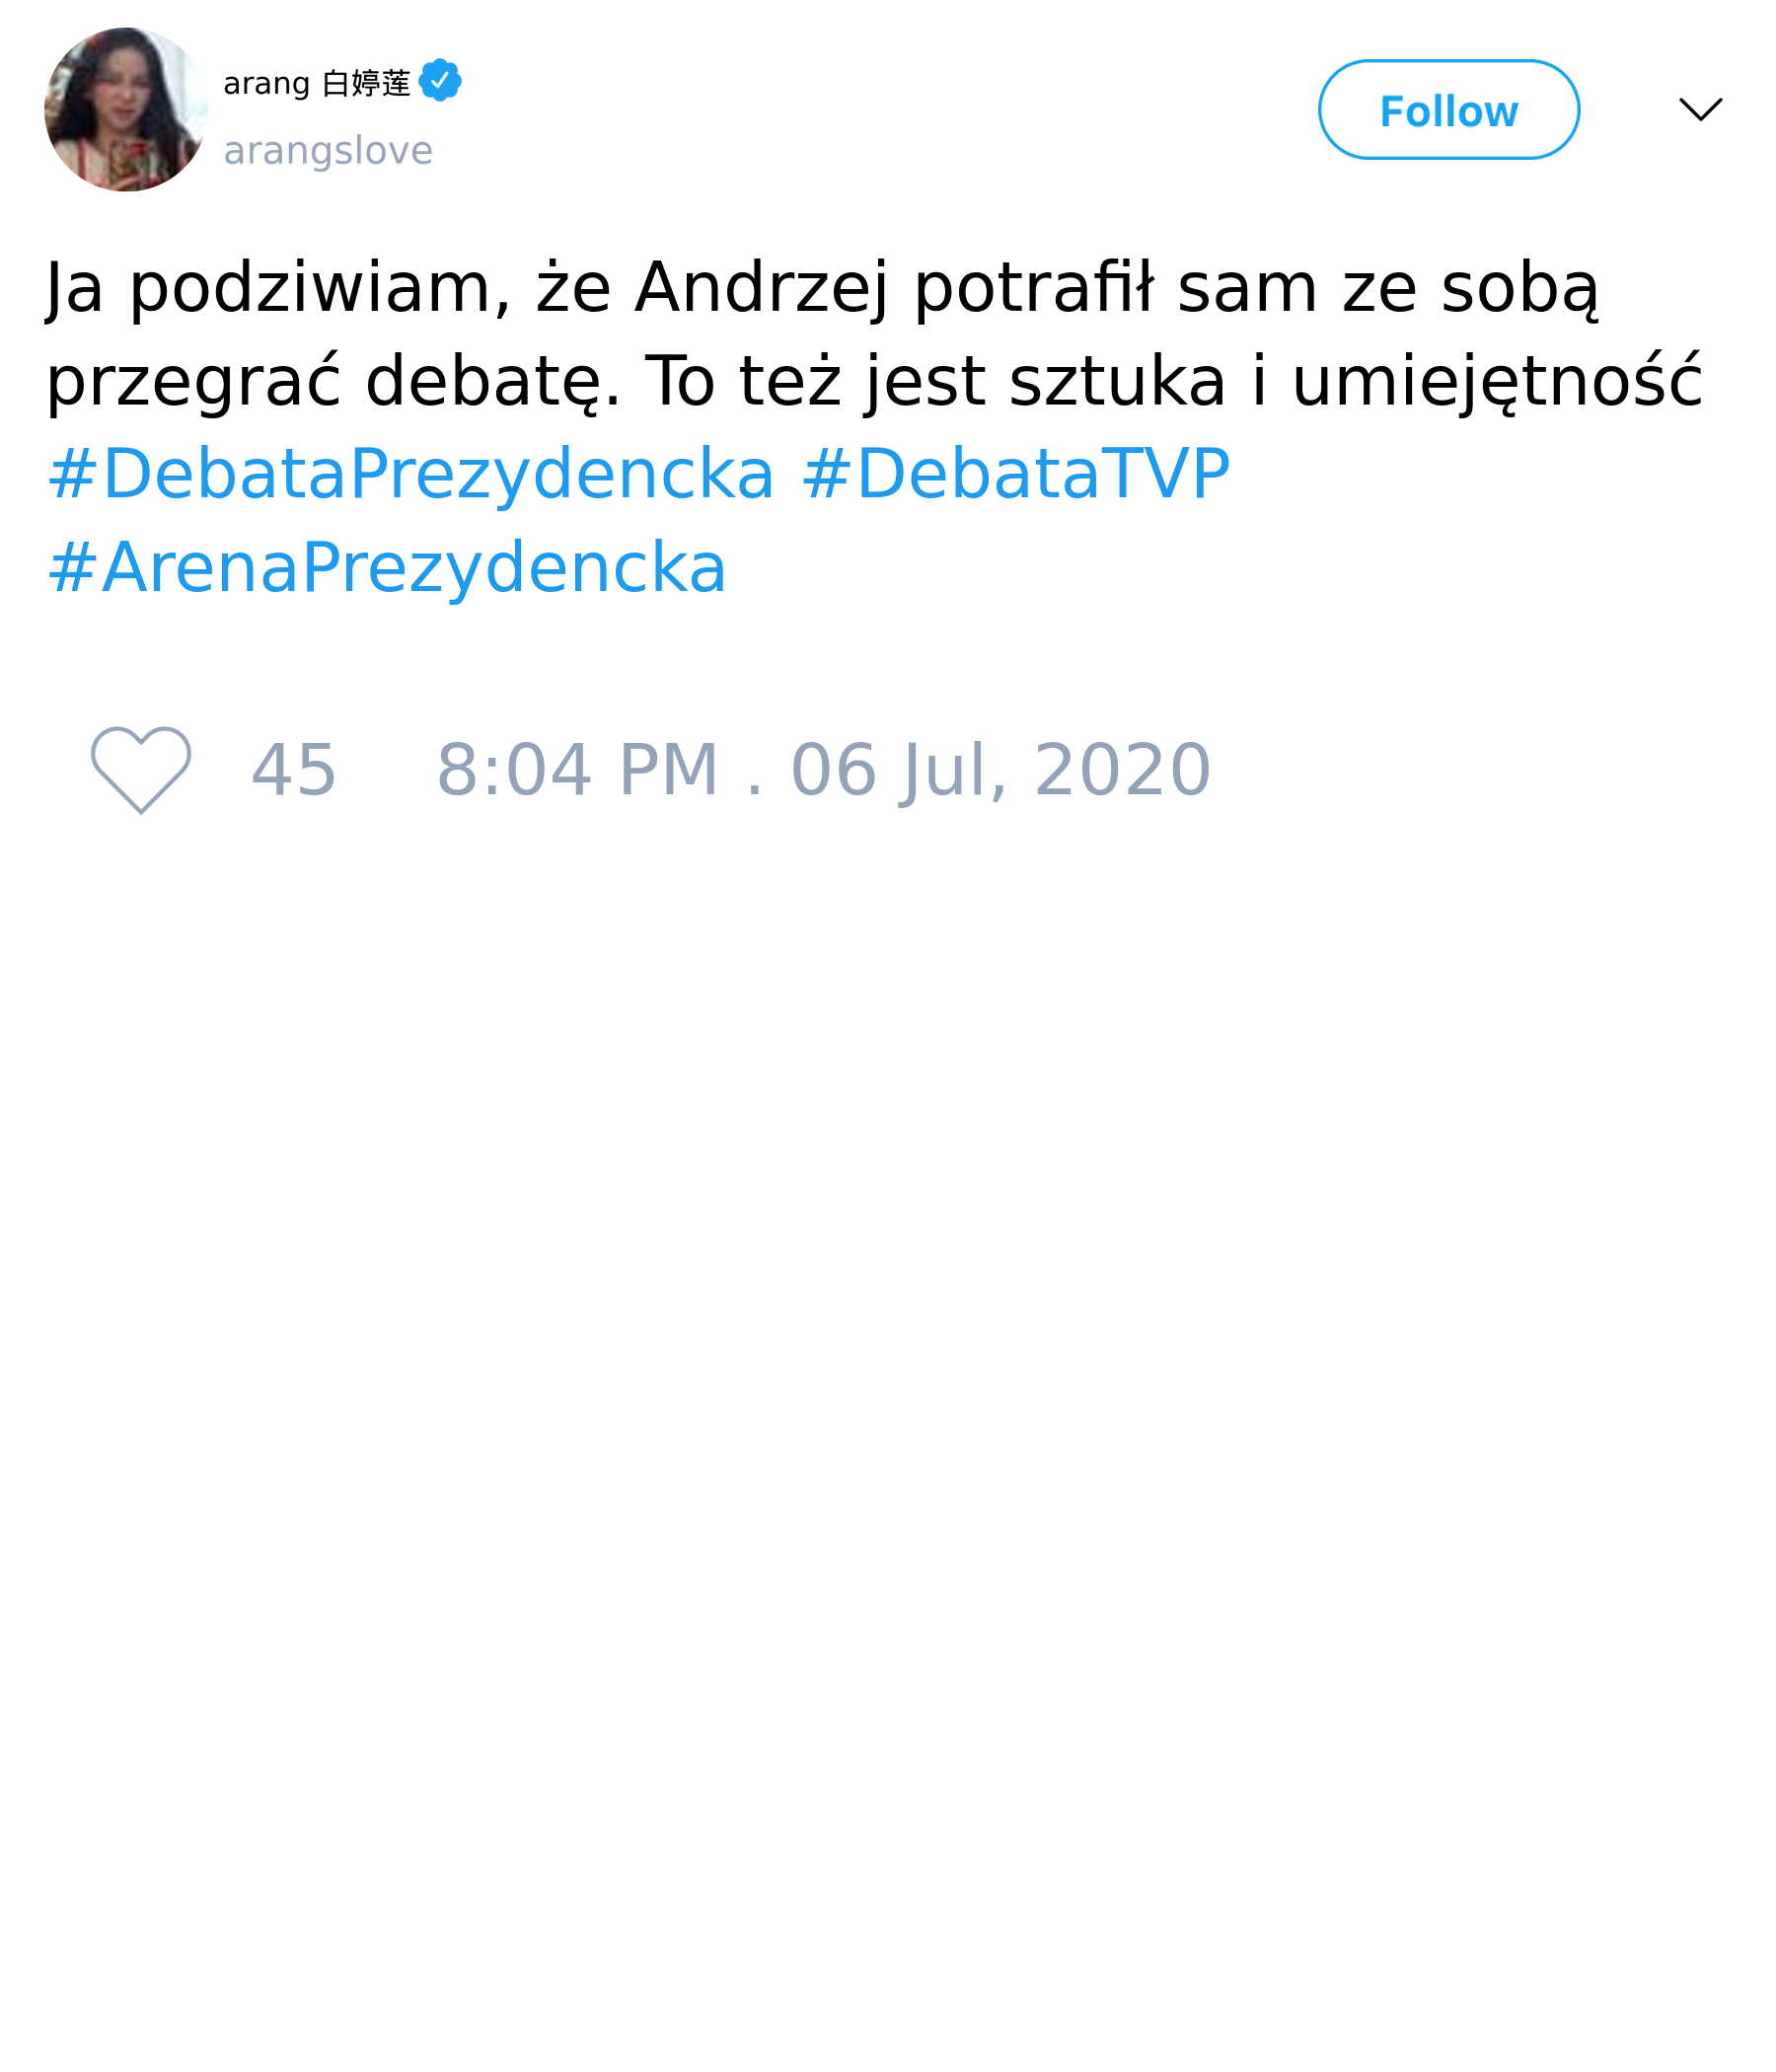 arang 白婷莲
Follow
arangslove
Ja podziwiam, że Andrzej potrafił sam ze sobą
przegrać debatę. To też jest sztuka i umiejętność
#DebataPrezydencka #DebataTVP
#ArenaPrezydencka
45 8:04 PM . 06 Jul, 2020